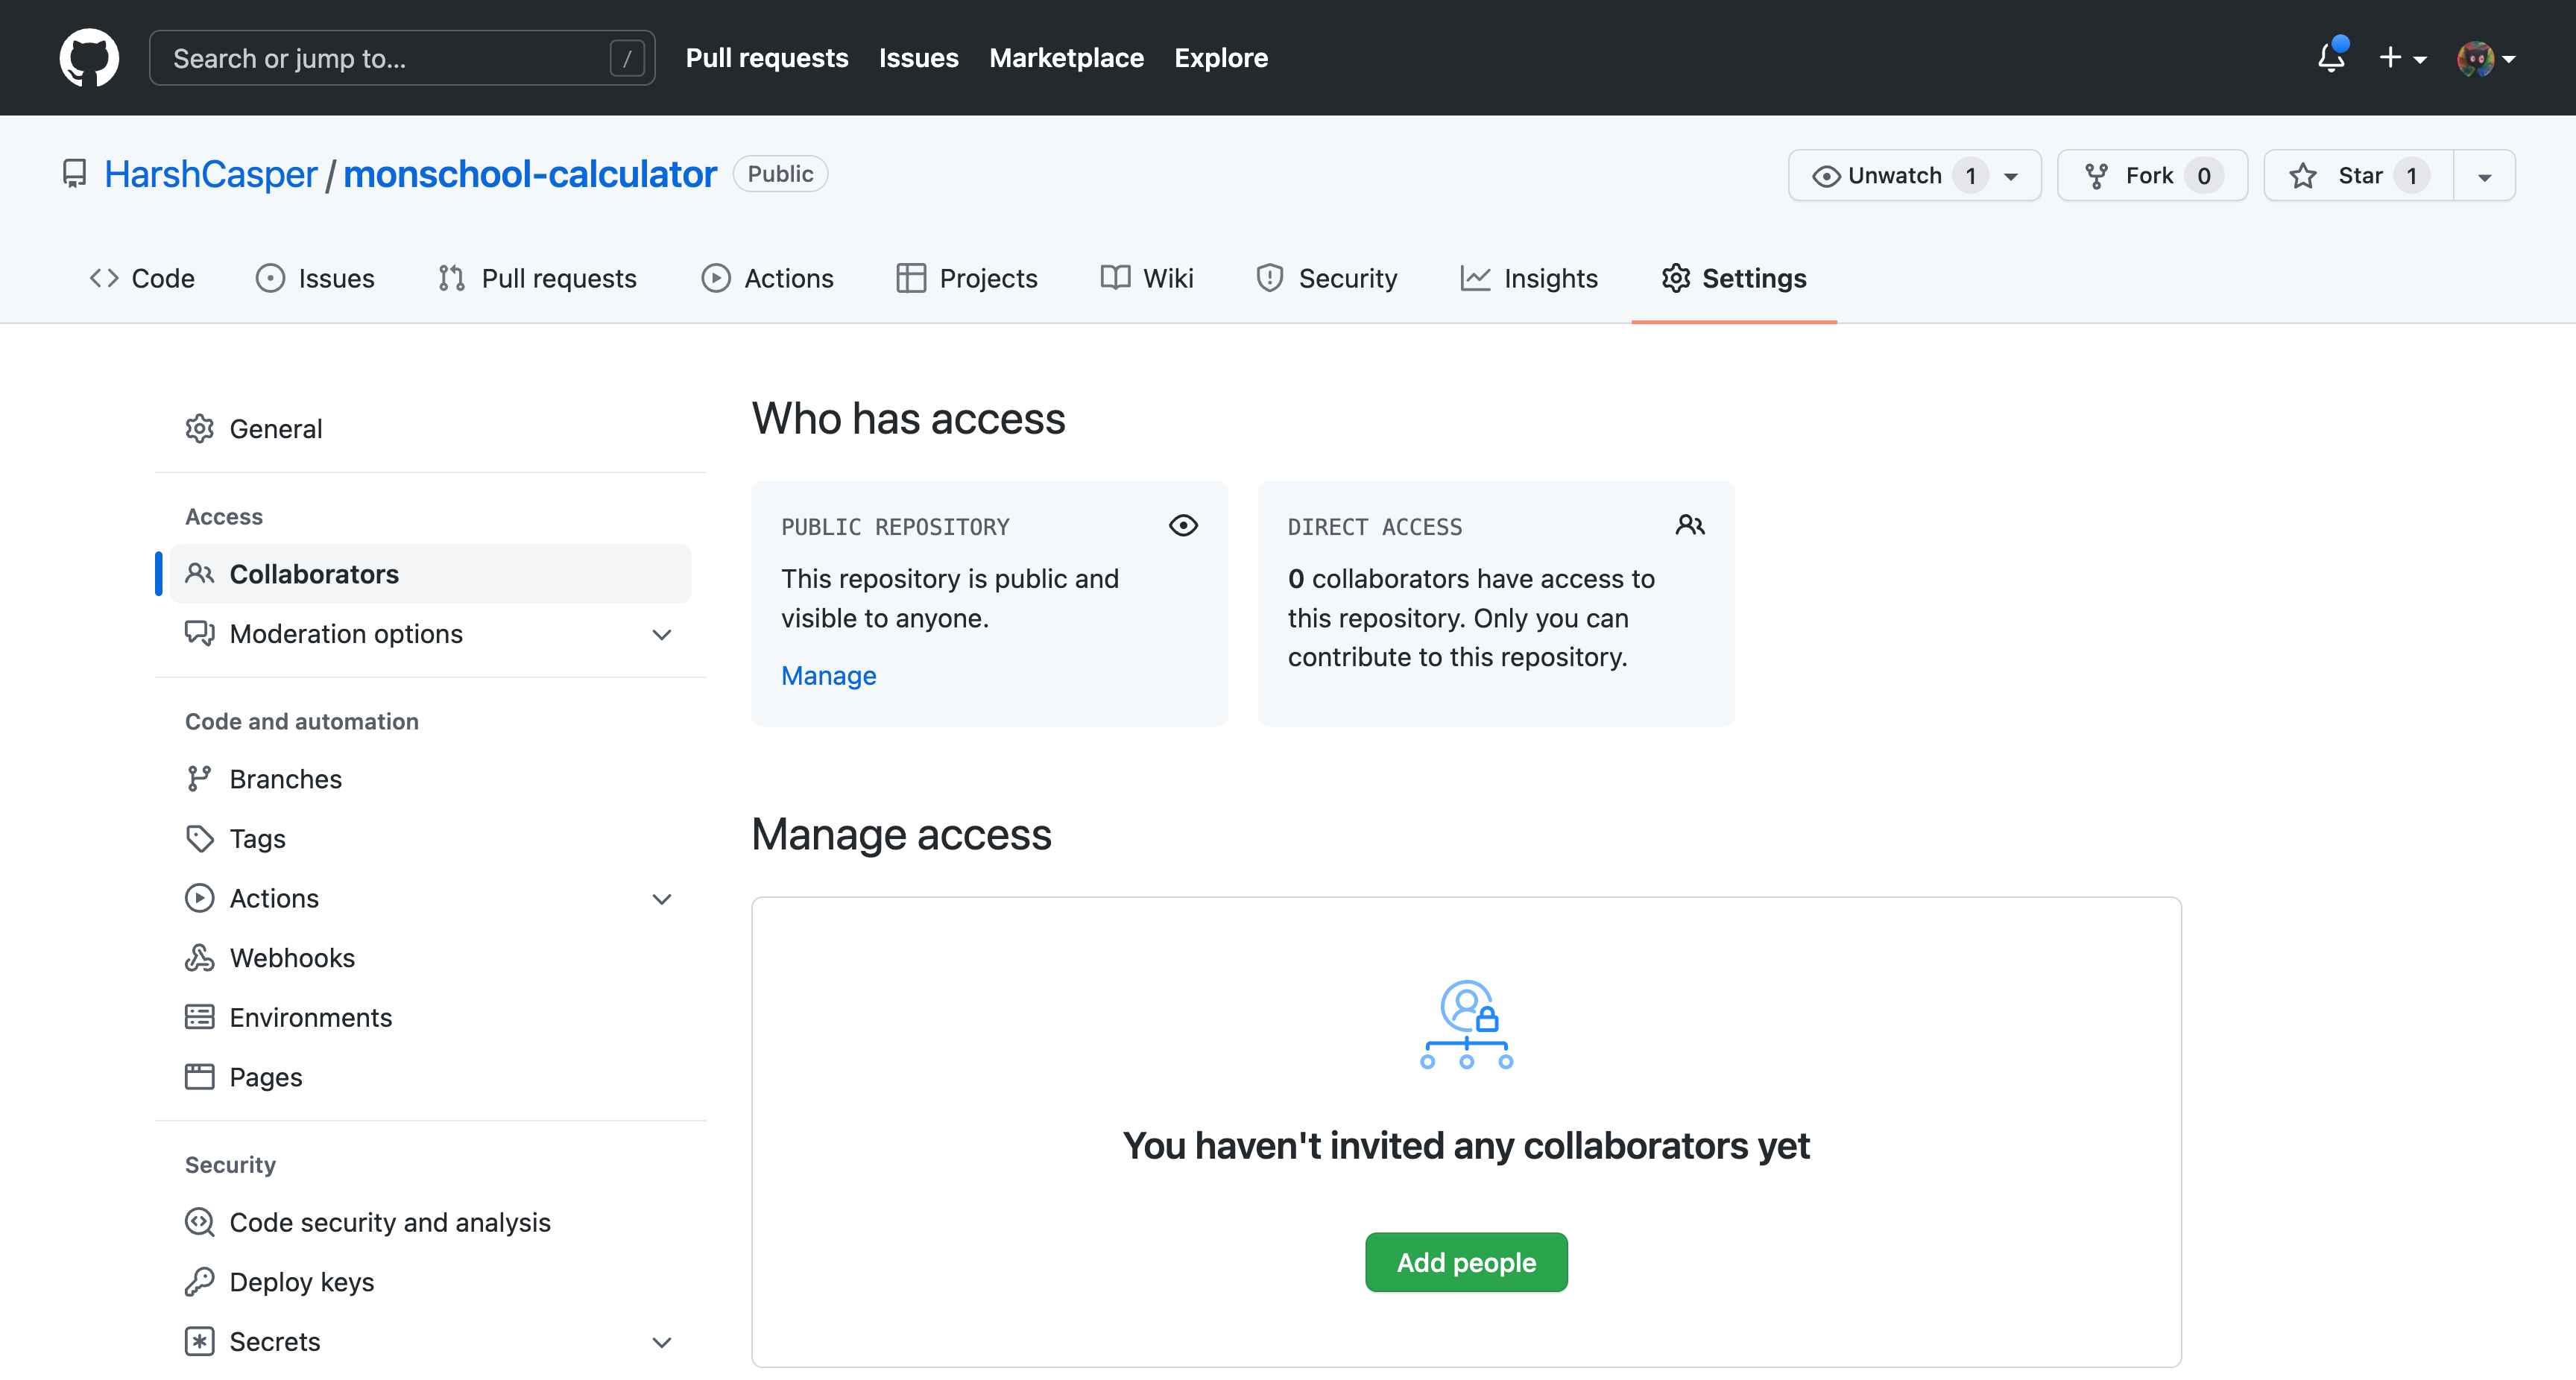 Search or jump to... /
Pull requests Issues Marketplace Explore
HarshCasper / monschool-calculator Public
Unwatch 1 Fork 0 Star 1
Code Issues Pull requests Actions Projects Wiki Security Insights Settings
General
Access
Collaborators
Moderation options
Code and automation
Branches
Tags
Actions
Webhooks
Environments
Pages
Security
Code security and analysis
Deploy keys
Secrets
Who has access
PUBLIC REPOSITORY
This repository is public and
visible to anyone.
Manage
DIRECT ACCESS
0 collaborators have access to
this repository. Only you can
contribute to this repository.
Manage access
You haven't invited any collaborators yet
Add people